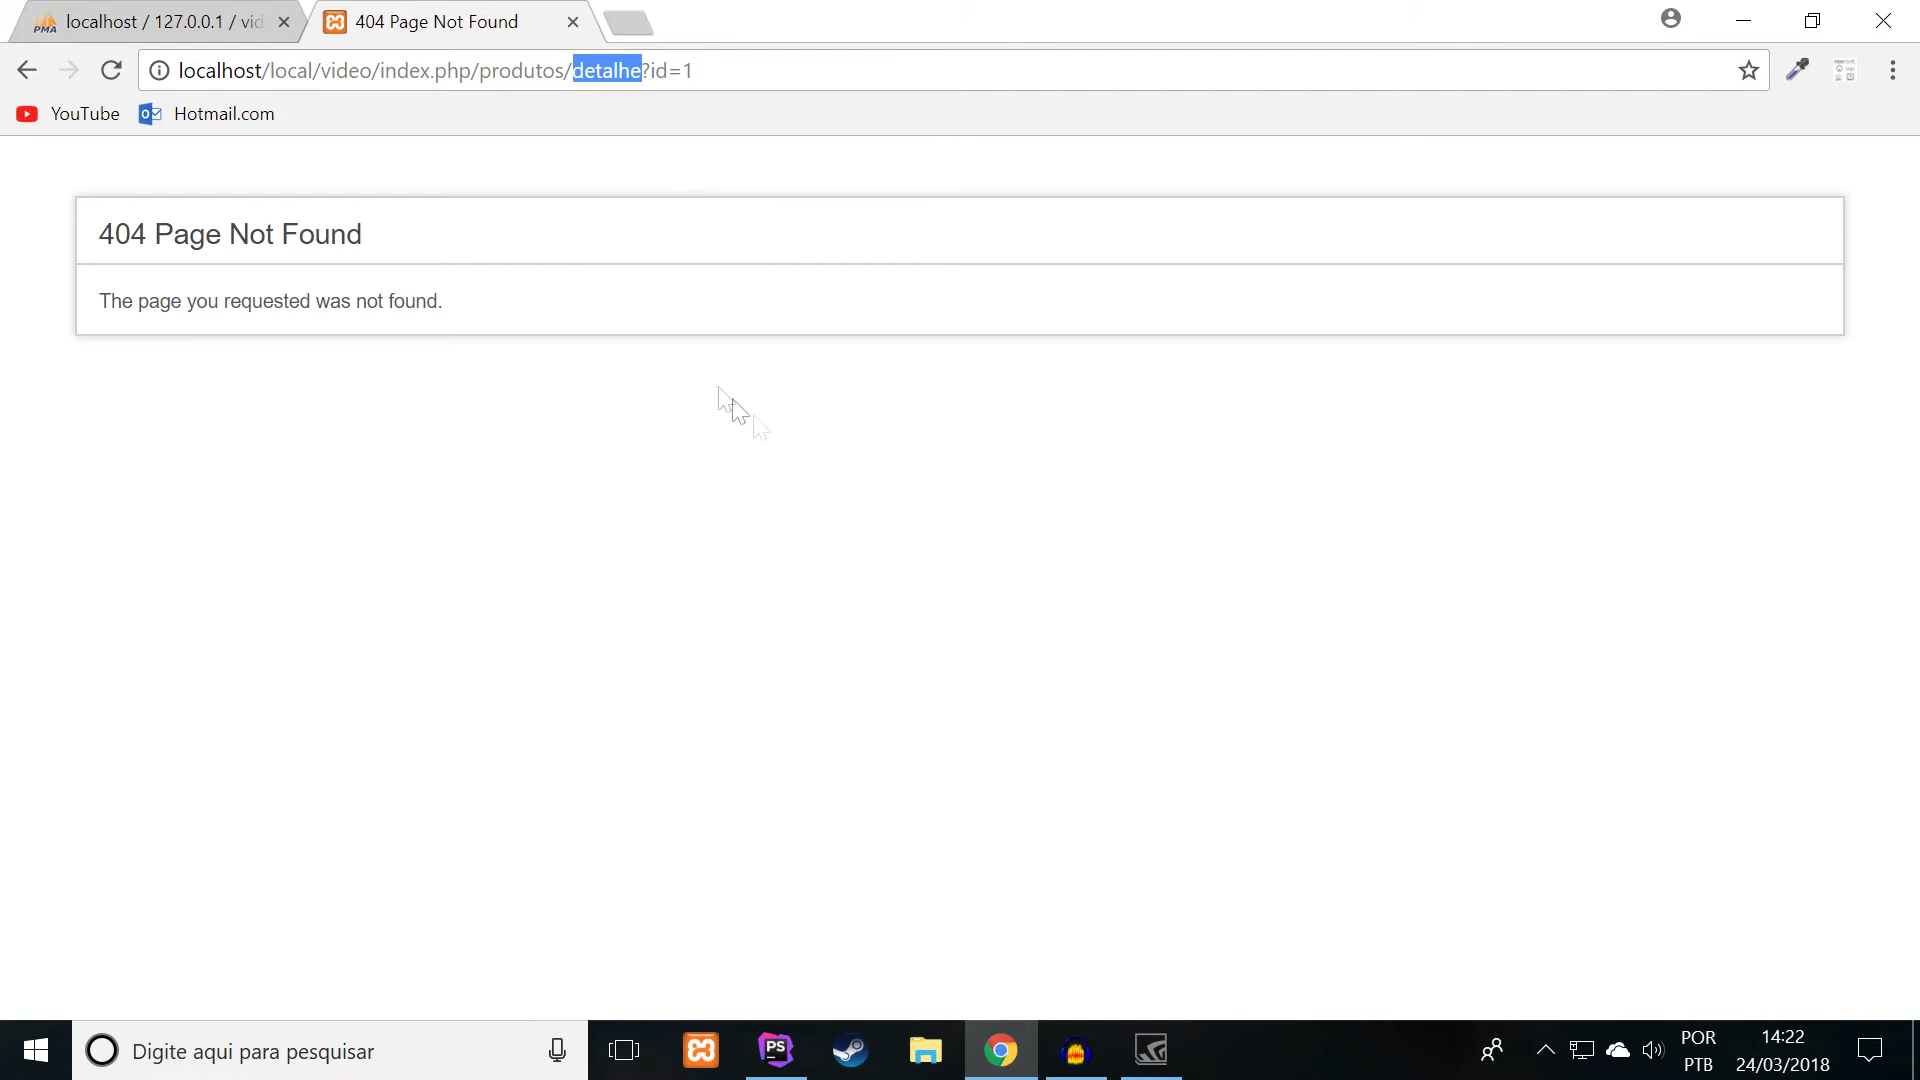 localhost / 127.0.0.1 / vid
404 Page Not Found
localhost/local/video/index.php/produtos/detalhe?id=1
YouTube
Hotmail.com
404 Page Not Found
The page you requested was not found.
Digite aqui para pesquisar
POR
PTB
14:22
24/03/2018
PMA
PS